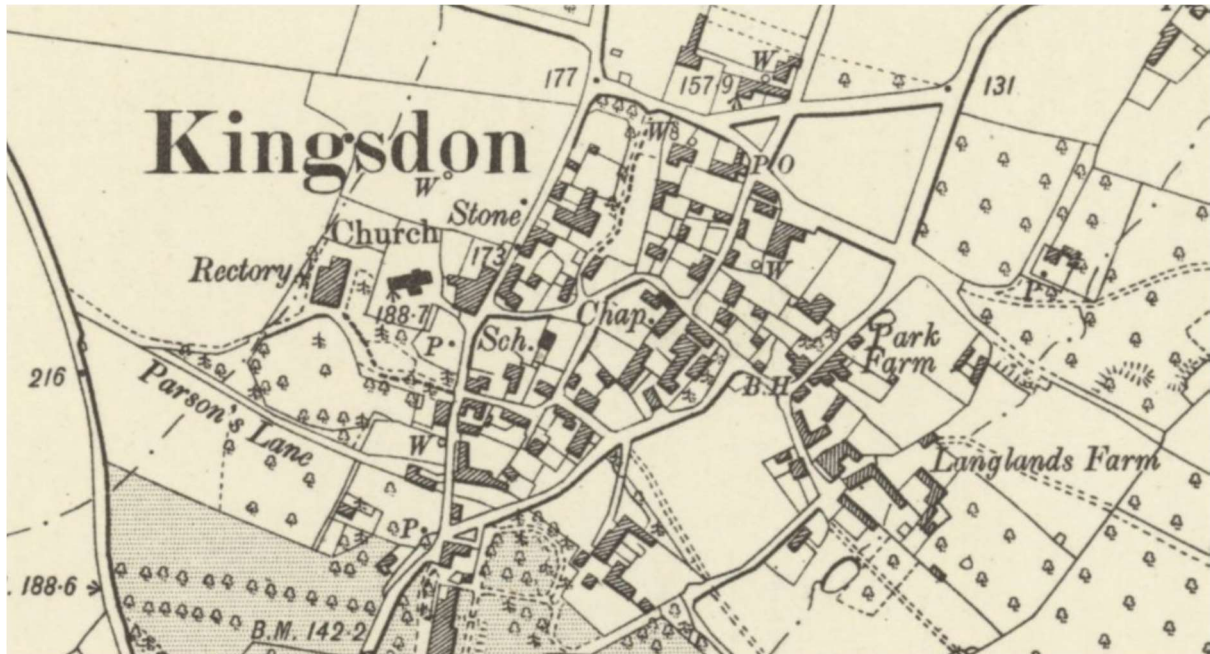 177
157·9
W
131
Kingsdon
W
W
P.O
Stone
Church
173
W
Rectory
188·7
Chap.
P
P
Sch.
Park
Farm
216
B.H.
Parson's Lane
W
Langlands Farm
P.
188·6
B.M. 142·2